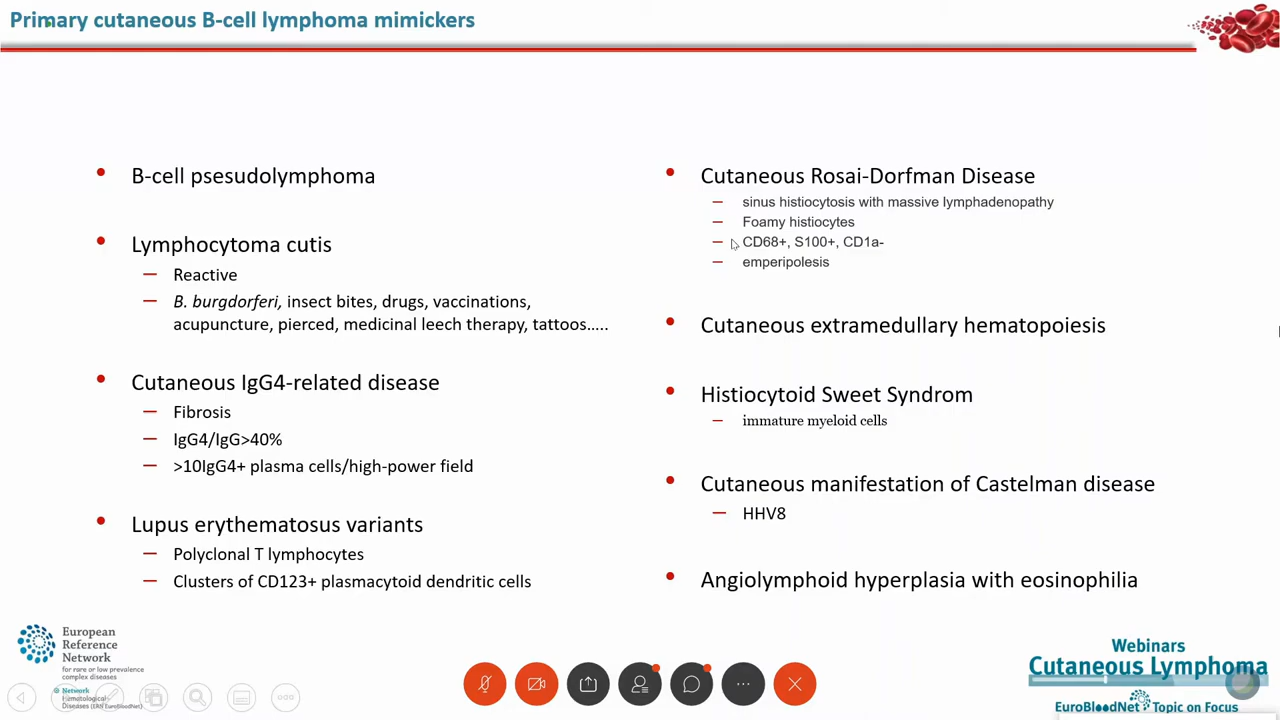 Primary cutaneous B-cell lymphoma mimickers
B-cell psesudolymphoma
Lymphocytoma cutis
Reactive
B. burgdorferi, insect bites, drugs, vaccinations,
acupuncture, pierced, medicinal leech therapy, tattoos.....
Cutaneous IgG4-related disease
Fibrosis
IgG4/IgG>40%
>10IgG4+ plasma cells/high-power field
Lupus erythematosus variants
Polyclonal T lymphocytes
Clusters of CD123+ plasmacytoid dendritic cells
Cutaneous Rosai-Dorfman Disease
sinus histiocytosis with massive lymphadenopathy
Foamy histiocytes
CD68+, S100+, CD1a-
emperipolesis
Cutaneous extramedullary hematopoiesis
Histiocytoid Sweet Syndrom
immature myeloid cells
Cutaneous manifestation of Castelman disease
HHV8
Angiolymphoid hyperplasia with eosinophilia
European
Reference
Network
for rare or low prevalence
complex diseases
Network
Hematological
Diseases (ERN EuroBloodNet)
Webinars
Cutaneous Lymphoma
EuroBloodNet Topic on Focus